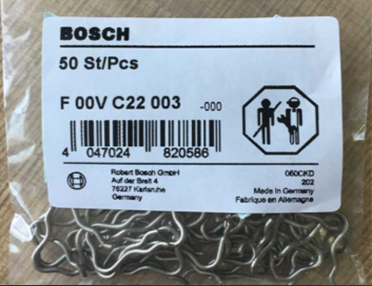 BOSCH
50 St/Pcs
F 00V C22 003 -000
4 047024 820586
Robert Bosch GmbH
Auf der Breit 4
76227 Karlsruhe
Germany
060CKD
202
Made in Germany
Fabriqué en Allemagne